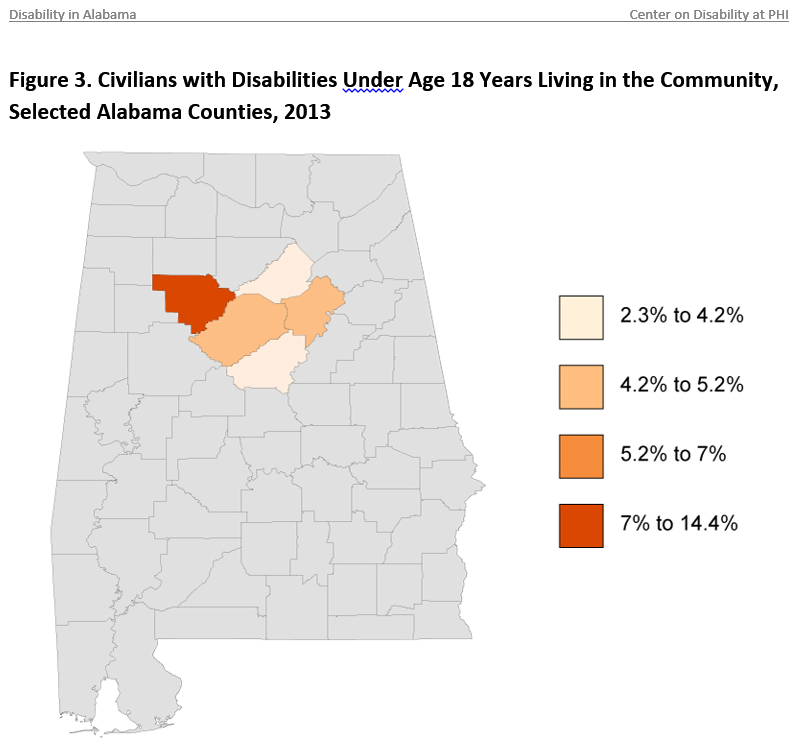 Disability in Alabama
Center on Disability at PHI
Figure 3. Civilians with Disabilities Under Age 18 Years Living in the Community,
Selected Alabama Counties, 2013
2.3% to 4.2%
4.2% to 5.2%
5.2% to 7%
7% to 14.4%